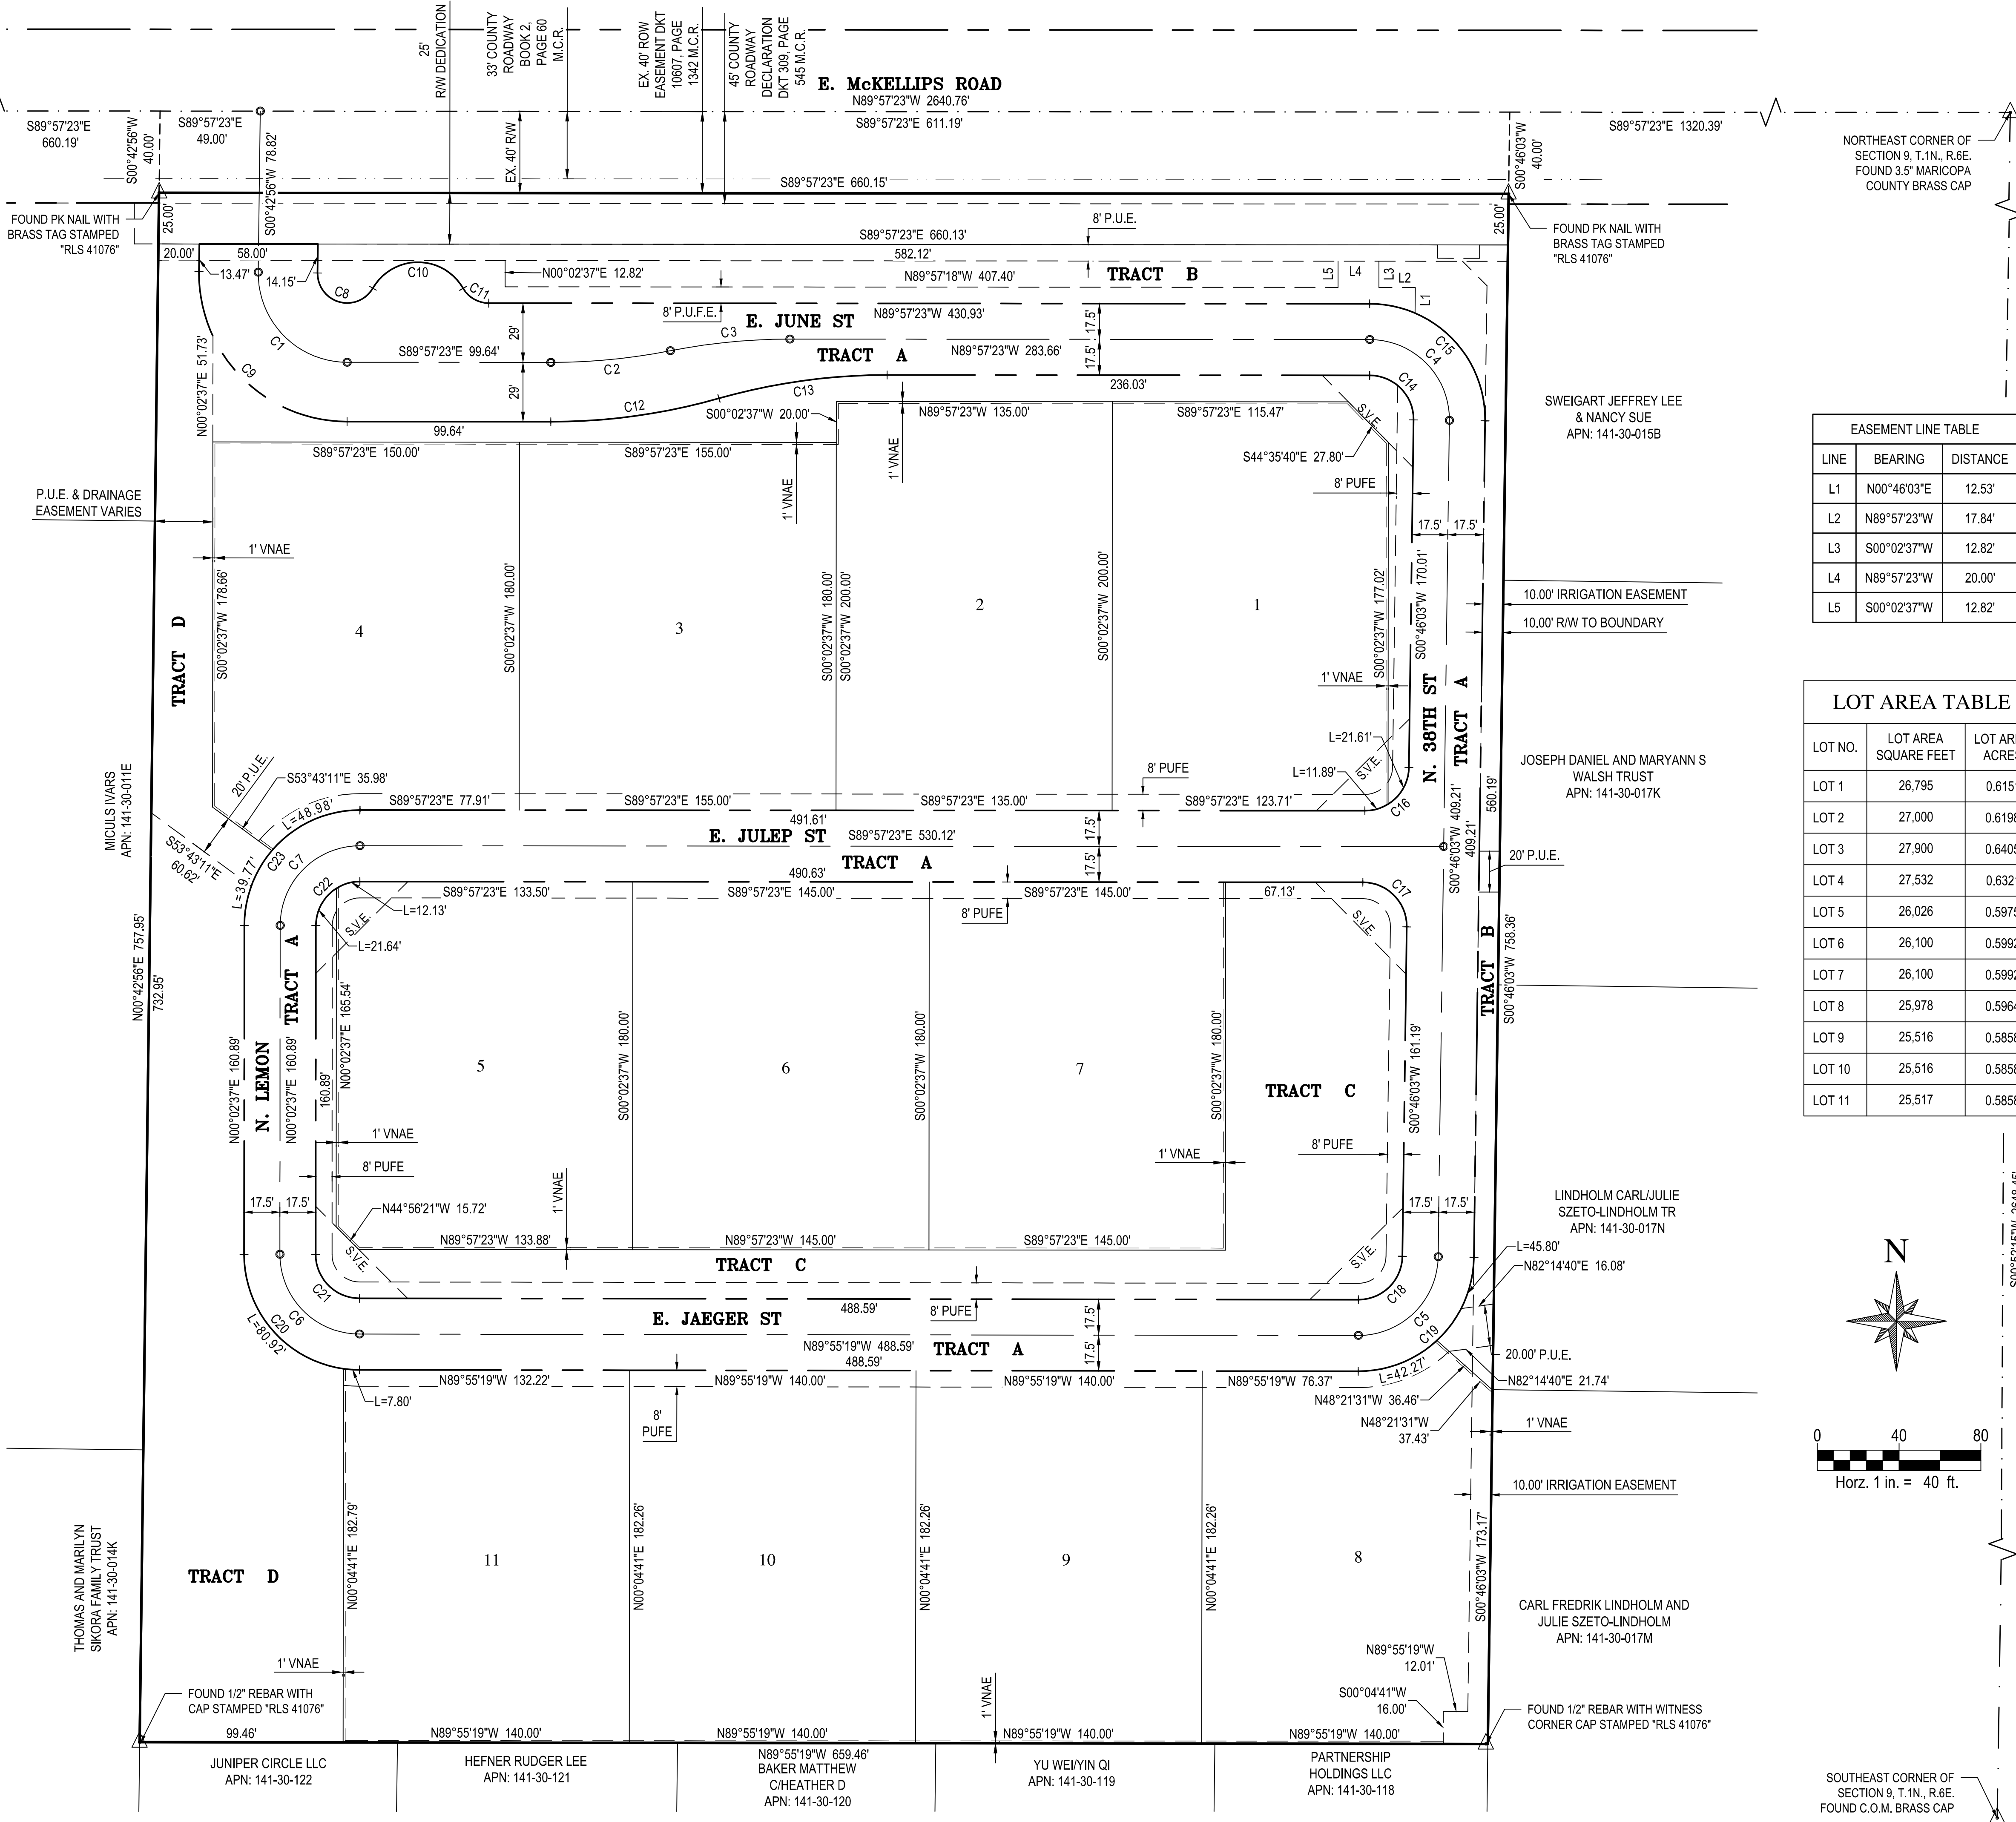 25'
R/W DEDICATION
33' COUNTY
ROADWAY
BOOK 2,
PAGE 60
M.C.R.
EX. 40' ROW
EASEMENT DKT
10607, PAGE
1342 M.C.R.
45' COUNTY
ROADWAY
DECLARATION
DKT 309, PAGE
545 M.C.R.
E. McKELLIPS ROAD
N89°57'23"W 2640.76'
S89°57'23"E
660.19'
S00°42'56"W
40.00'
S89°57'23"E
49.00'
S00°42'56"W 78.82'
EX. 40' R/W
S89°57'23"E 611.19'
S00°46'03"W
40.00'
S89°57'23"E 1320.39'
NORTHEAST CORNER OF
SECTION 9, T.1N., R.6E.
FOUND 3.5" MARICOPA
COUNTY BRASS CAP
S89°57'23"E 660.15'
FOUND PK NAIL WITH
BRASS TAG STAMPED
"RLS 41076"
25.00'
8' P.U.E.
25.00'
FOUND PK NAIL WITH
BRASS TAG STAMPED
"RLS 41076"
S89°57'23"E 660.13'
20.00'
58.00'
582.12'
13.47'
14.15'
C10
N00°02'37"E 12.82'
N89°57'18"W 407.40'
TRACT B
L5
L4
L3
L2
L1
C8
C11
8' P.U.F.E.
E. JUNE ST
N89°57'23"W 430.93'
17.5'
C15
C1
29'
C3
C4
N00°02'37"E 51.73'
S89°57'23"E 99.64'
C2
TRACT A
N89°57'23"W 283.66'
17.5'
C9
29'
C13
236.03'
C14
C12
S00°02'37"W 20.00'
N89°57'23"W 135.00'
S89°57'23"E 115.47'
S.V.E.
SWEIGART JEFFREY LEE
& NANCY SUE
APN: 141-30-015B
99.64'
S89°57'23"E 150.00'
S89°57'23"E 155.00'
1' VNAE
1' VNAE
S44°35'40"E 27.80'
8' PUFE
P.U.E. & DRAINAGE
EASEMENT VARIES
17.5'
17.5'
1' VNAE
S00°02'37"W 178.66'
S00°02'37"W 180.00'
S00°02'37"W 180.00'
S00°02'37"W 200.00'
S00°02'37"W 200.00'
S00°02'37"W 177.02'
S00°46'03"W 170.01'
10.00' IRRIGATION EASEMENT
10.00' R/W TO BOUNDARY
TRACT D
4
3
2
1
1' VNAE
N. 38TH ST
TRACT A
EASEMENT LINE TABLE
LINE BEARING DISTANCE
L1 N00°46'03"E 12.53'
L2 N89°57'23"W 17.84'
L3 S00°02'37"W 12.82'
L4 N89°57'23"W 20.00'
L5 S00°02'37"W 12.82'
LOT AREA TABLE
LOT NO. LOT AREA SQUARE FEET
LOT 1 26,795 0.6151
LOT 2 27,000 0.6198
LOT 3 27,900 0.6405
LOT 4 27,532 0.6321
LOT 5 26,026 0.5975
LOT 6 26,100 0.5992
LOT 7 26,100 0.5992
LOT 8 25,978 0.5964
LOT 9 25,516 0.5858
LOT 10 25,516 0.5858
LOT 11 25,517 0.5858
MICULS IVARS
APN: 141-30-011E
20' P.U.E.
S53°43'11"E 35.98'
L=21.61'
L=11.89'
S.V.E.
8' PUFE
C16
JOSEPH DANIEL AND MARYANN S
WALSH TRUST
APN: 141-30-017K
S53°43'11"E
60.62'
L=48.98'
S89°57'23"E 77.91'
S89°57'23"E 155.00'
S89°57'23"E 135.00'
S89°57'23"E 123.71'
491.61'
E. JULEP ST
S89°57'23"E 530.12'
17.5'
17.5'
TRACT A
490.63'
S00°46'03"W 409.21'
409.21'
560.19'
20' P.U.E.
C23
C7
L=39.77'
C22
L=12.13'
L=21.64'
S.V.E.
S89°57'23"E 133.50'
S89°57'23"E 145.00'
S89°57'23"E 145.00'
8' PUFE
67.13'
C17
S.V.E.
N00°42'56"E 757.95'
732.95'
N00°02'37"E 160.89'
N. LEMON
N00°02'37"E 160.89'
TRACT A
160.89'
N00°02'37"E 165.54'
S00°02'37"W 180.00'
S00°02'37"W 180.00'
S00°02'37"W 180.00'
5
6
7
TRACT C
S00°46'03"W 161.19'
TRACT B
S00°46'03"W 758.36'
1' VNAE
8' PUFE
1' VNAE
1' VNAE
8' PUFE
17.5'
17.5'
17.5'
17.5'
N44°56'21"W 15.72'
N89°57'23"W 133.88'
N89°57'23"W 145.00'
S89°57'23"E 145.00'
S.V.E.
S.V.E.
TRACT C
LINDHOLM CARL/JULIE
SZETO-LINDHOLM TR
APN: 141-30-017N
L=45.80'
N82°14'40"E 16.08'
C21
C20
C6
L=80.92'
E. JAEGER ST
488.59'
8' PUFE
17.5'
17.5'
C18
C5
C19
N89°55'19"W 488.59'
488.59'
TRACT A
20.00' P.U.E.
N82°14'40"E 21.74'
L=42.27'
N89°55'19"W 132.22'
N89°55'19"W 140.00'
N89°55'19"W 140.00'
N89°55'19"W 76.37'
L=7.80'
8'
PUFE
N48°21'31"W 36.46'
N48°21'31"W
37.43'
1' VNAE
N
0 40 80
Horz. 1 in. = 40 ft.
10.00' IRRIGATION EASEMENT
THOMAS AND MARILYN
SIKORA FAMILY TRUST
APN: 141-30-014K
TRACT D
N00°04'41"E 182.79'
N00°04'41"E 182.26'
N00°04'41"E 182.26'
N00°04'41"E 182.26'
S00°46'03"W 173.17'
11
10
9
8
CARL FREDRIK LINDHOLM AND
JULIE SZETO-LINDHOLM
APN: 141-30-017M
N89°55'19"W
12.01'
S00°04'41"W
16.00'
1' VNAE
1' VNAE
FOUND 1/2" REBAR WITH
CAP STAMPED "RLS 41076"
FOUND 1/2" REBAR WITH WITNESS
CORNER CAP STAMPED "RLS 41076"
99.46'
N89°55'19"W 140.00'
N89°55'19"W 140.00'
N89°55'19"W 140.00'
N89°55'19"W 140.00'
N89°55'19"W 659.46'
JUNIPER CIRCLE LLC
APN: 141-30-122
HEFNER RUDGER LEE
APN: 141-30-121
BAKER MATTHEW
C/HEATHER D
APN: 141-30-120
YU WEI/YIN QI
APN: 141-30-119
PARTNERSHIP
HOLDINGS LLC
APN: 141-30-118
SOUTHEAST CORNER OF
SECTION 9, T.1N., R.6E.
FOUND C.O.M. BRASS CAP